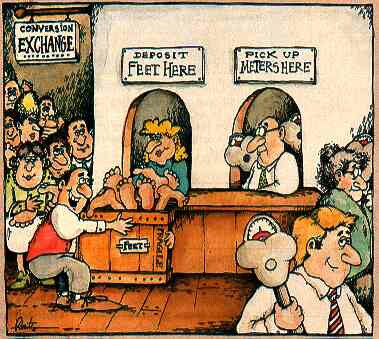 CONVERSION
EXCHANGE
DEPOSIT
FEET HERE
PICK UP
METERS HERE
FEET
FRAGILE